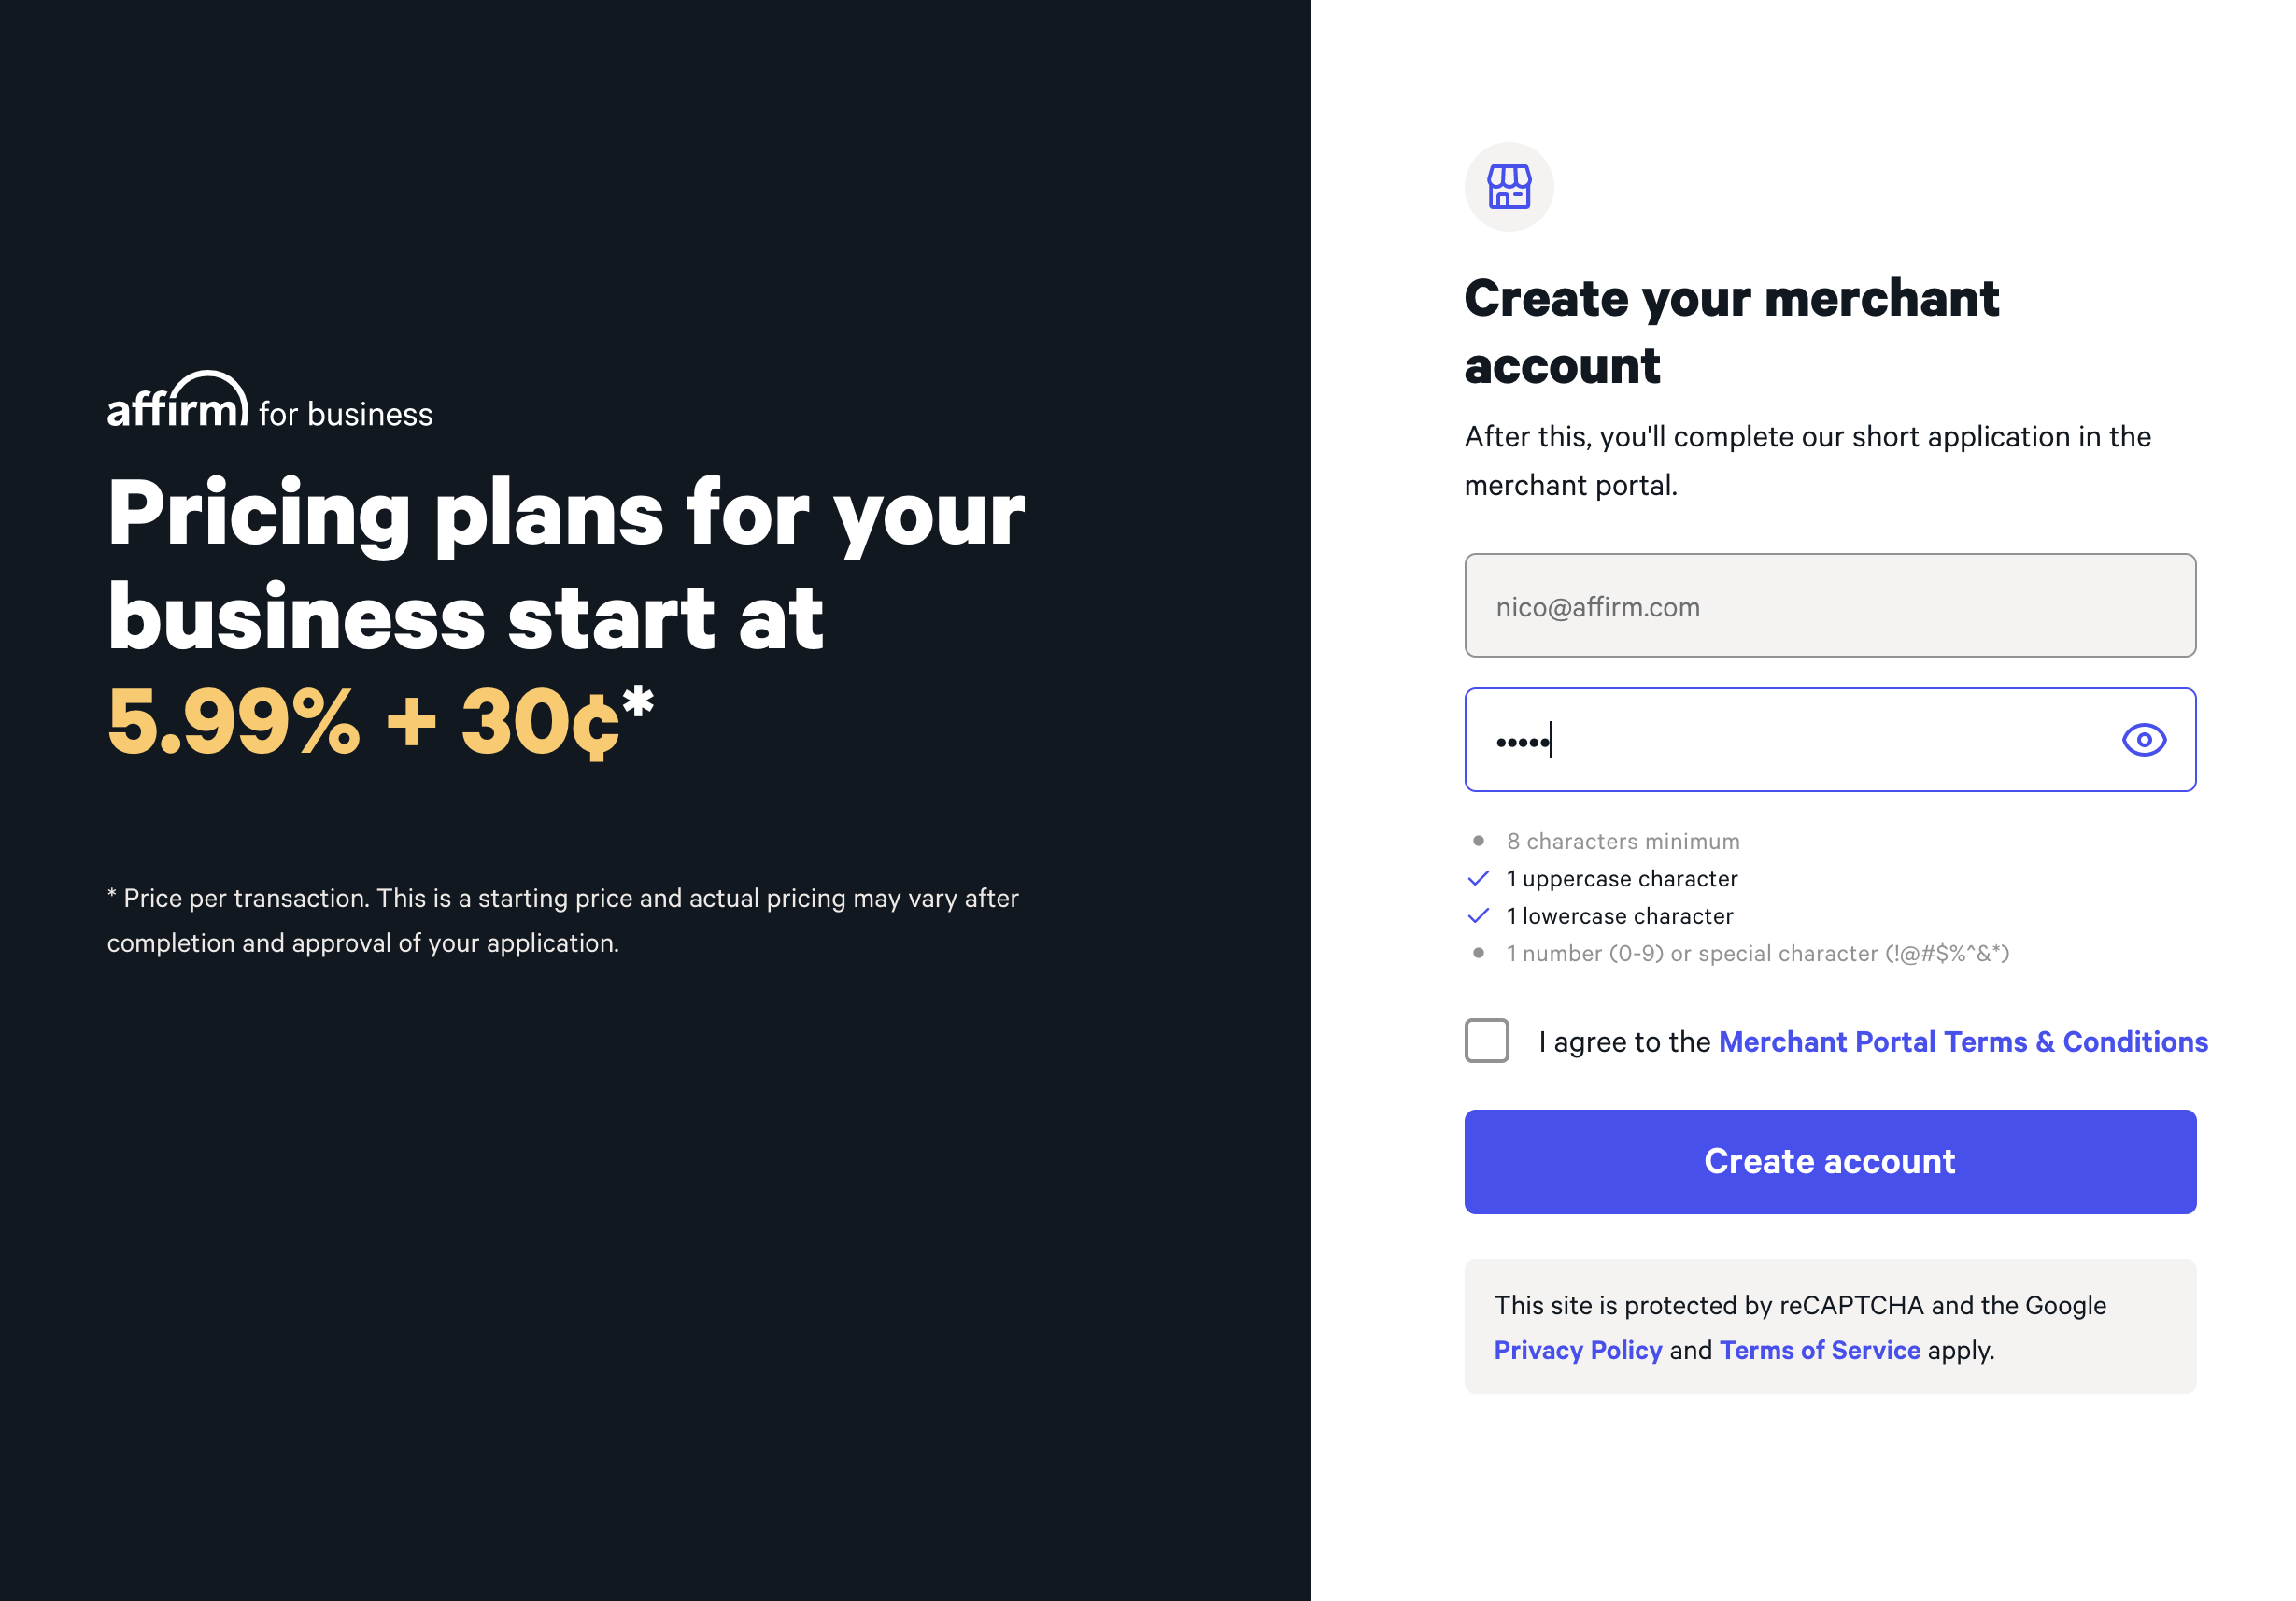 affirm for business
Pricing plans for your
business start at
5.99% + 30¢*
* Price per transaction. This is a starting price and actual pricing may vary after
completion and approval of your application.
Create your merchant
account
After this, you'll complete our short application in the
merchant portal.
nico@affirm.com
•••••
8 characters minimum
1 uppercase character
1 lowercase character
1 number (0-9) or special character (!@#$%^&*)
I agree to the Merchant Portal Terms & Conditions
Create account
This site is protected by reCAPTCHA and the Google
Privacy Policy and Terms of Service apply.